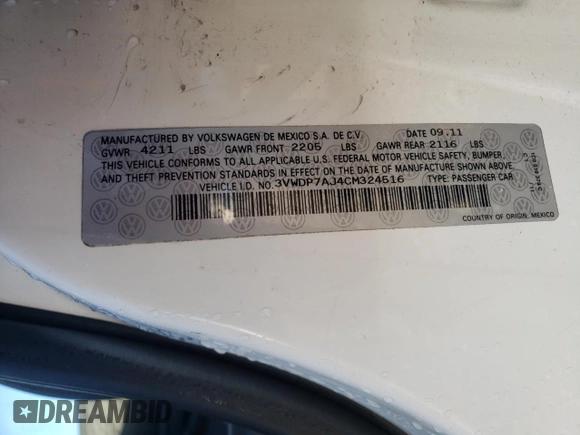 MANUFACTURED BY VOLKSWAGEN DE MEXICO S.A. DE C.V. DATE 09.11
GVWR 4211 LBS GAWR FRONT 2205 LBS GAWR REAR 2116 LBS
THIS VEHICLE CONFORMS TO ALL APPLICABLE U.S. FEDERAL MOTOR VEHICLE SAFETY, BUMPER
AND THEFT PREVENTION STANDARDS IN EFFECT ON THE DATE OF MANUFACTURE SHOWN ABOVE.
VEHICLE I.D. NO. 3VWDP7AJ4CM324516 TYPE: PASSENGER CAR
COUNTRY OF ORIGIN, MEXICO
DREAMBID